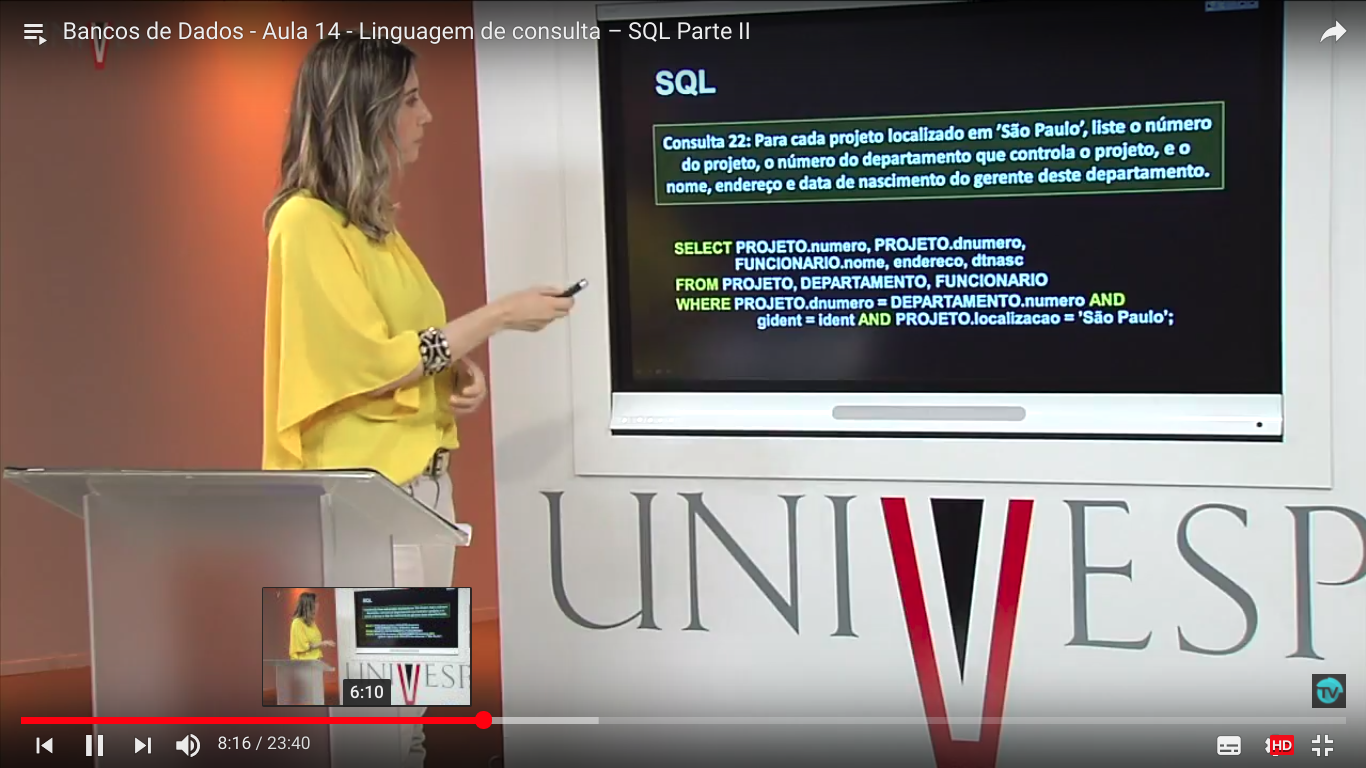 Bancos de Dados - Aula 14 - Linguagem de consulta – SQL Parte II
SQL
Consulta 22: Para cada projeto localizado em 'São Paulo', liste o número
do projeto, o número do departamento que controla o projeto, e o
nome, endereço e data de nascimento do gerente deste departamento.
SELECT PROJETO.numero, PROJETO.dnumero,
FUNCIONARIO.nome, endereco, dtnasc
FROM PROJETO, DEPARTAMENTO, FUNCIONARIO
WHERE PROJETO.dnumero = DEPARTAMENTO.numero AND
gident = ident AND PROJETO.localizacao = 'São Paulo';
UNIVESP
SQL
UNIVESP
6:10
TV
8:16 / 23:40
HD